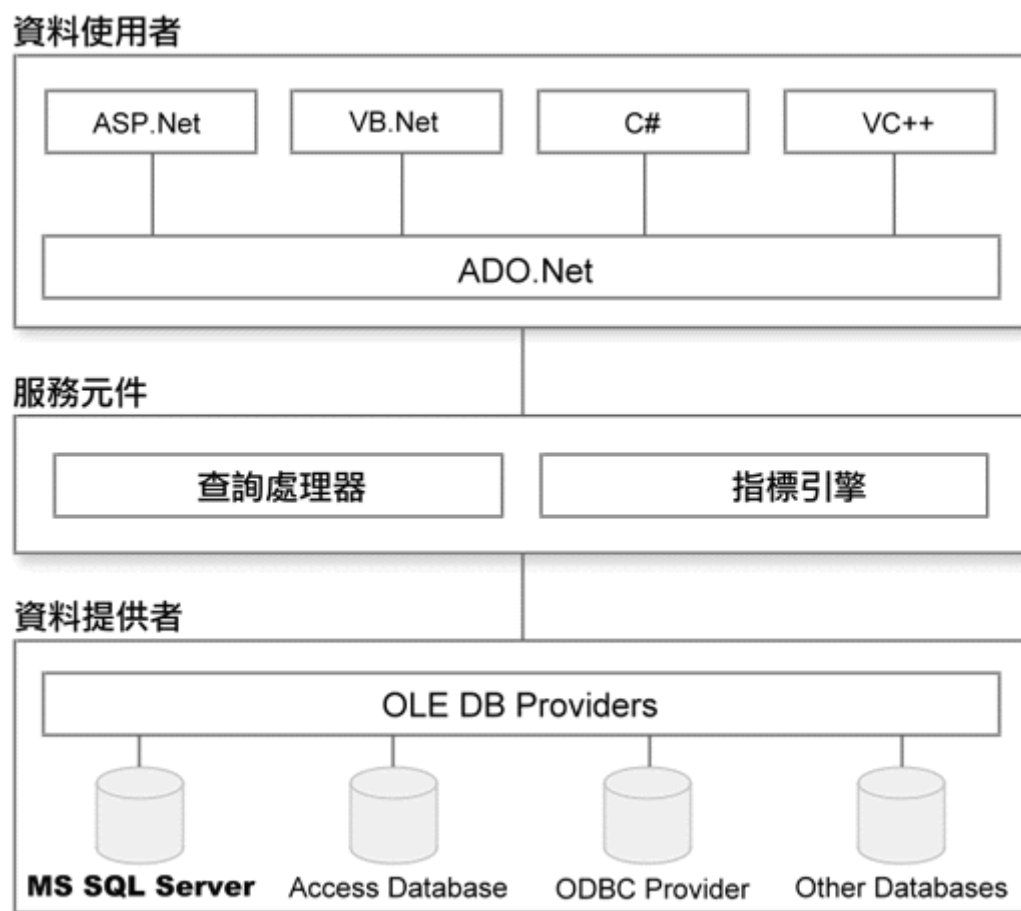 資料使用者
ASP.Net
VB.Net
C#
VC++
ADO.Net
服務元件
查詢處理器
指標引擎
資料提供者
OLE DB Providers
MS SQL Server
Access Database
ODBC Provider
Other Databases